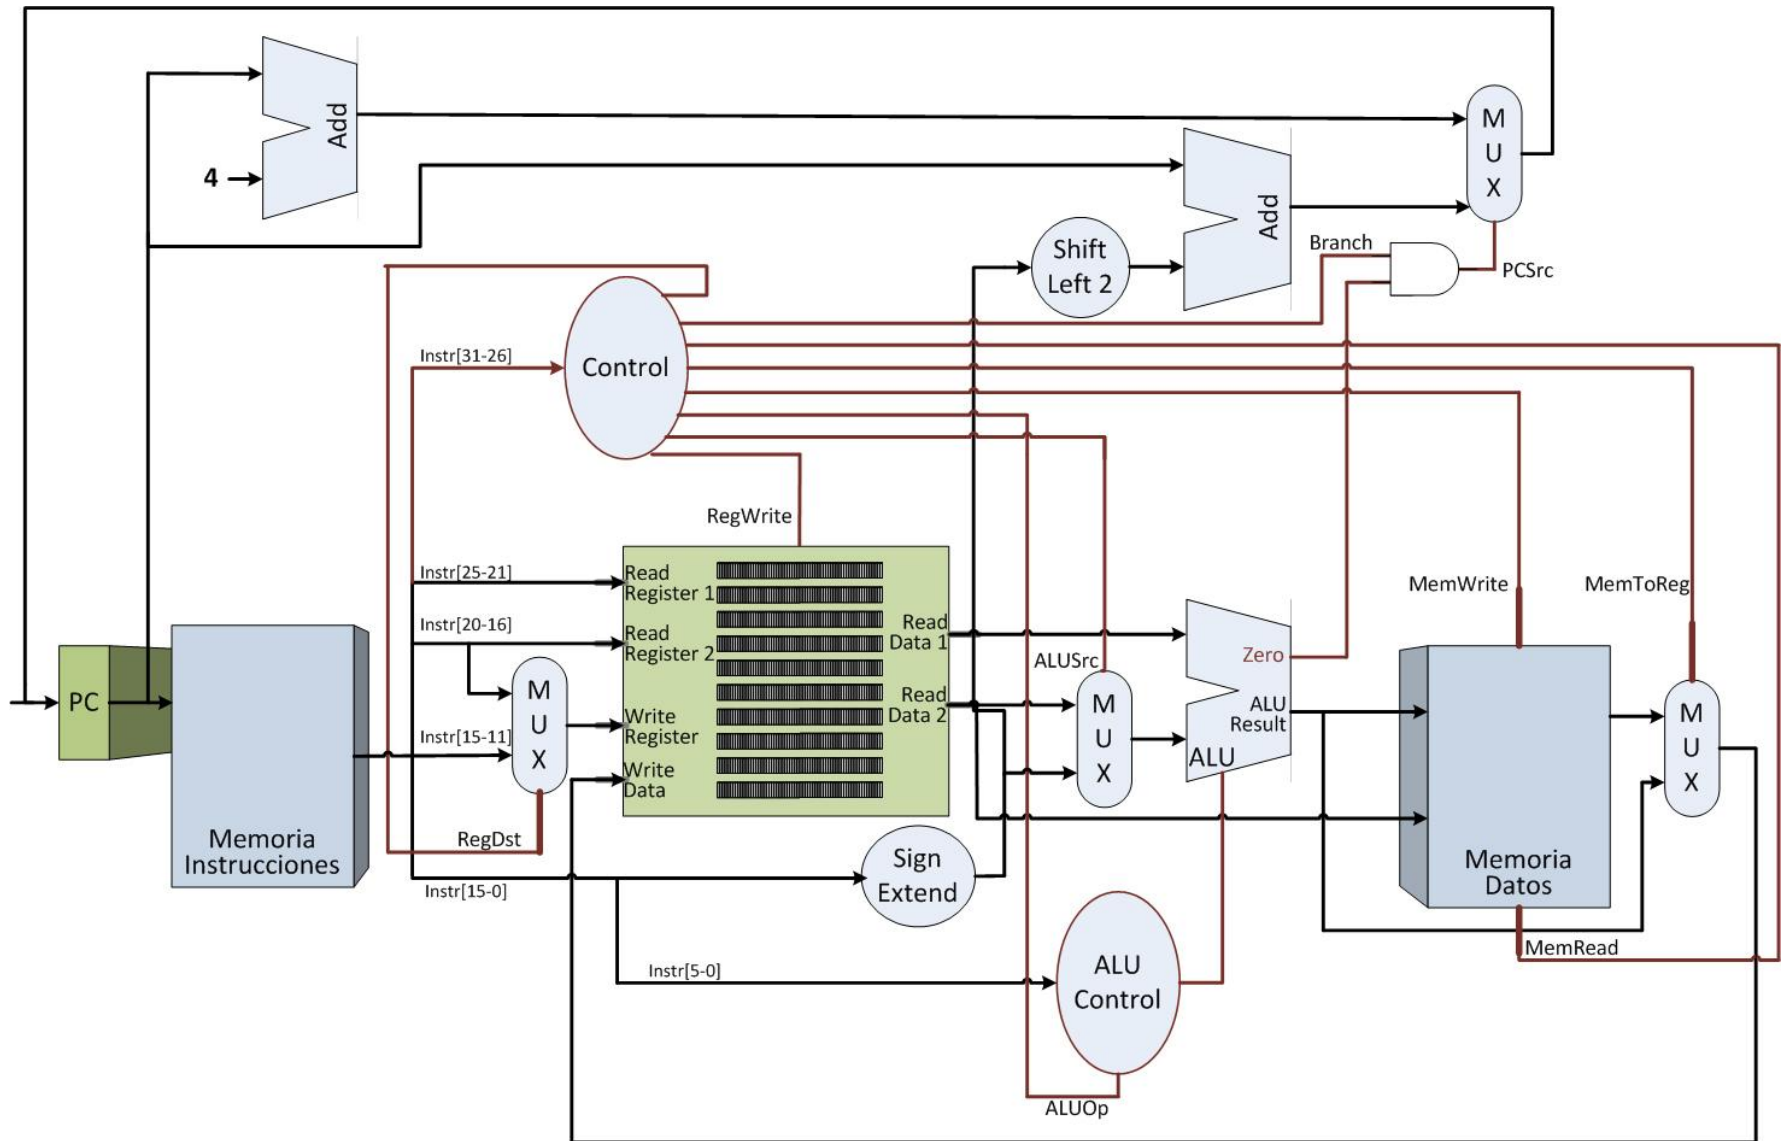 Add
4
M
U
X
Add
Shift
Left 2
Branch
PCSrc
Control
Instr[31-26]
RegWrite
Instr[25-21]
Read
Register 1
Instr[20-16]
Read
Register 2
Read
Data 1
Read
Data 2
Write
Register
Write
Data
M
U
X
Instr[15-11]
RegDst
Instr[15-0]
PC
Memoria
Instrucciones
Sign
Extend
ALUSrc
M
U
X
Zero
ALU
Result
ALU
MemWrite
MemToReg
M
U
X
Memoria
Datos
MemRead
Instr[5-0]
ALU
Control
ALUOp